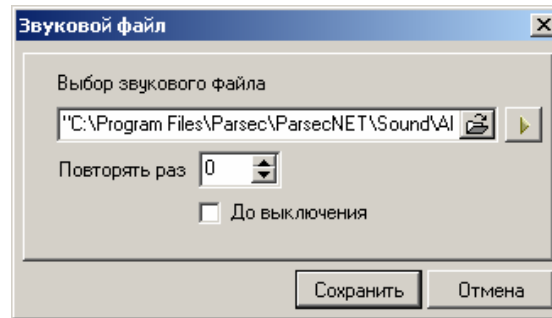 Звуковой файл
Выбор звукового файла
"C:\Program Files\Parsec\ParsecNET\Sound\Al
Повторять раз 0
До выключения
Сохранить Отмена